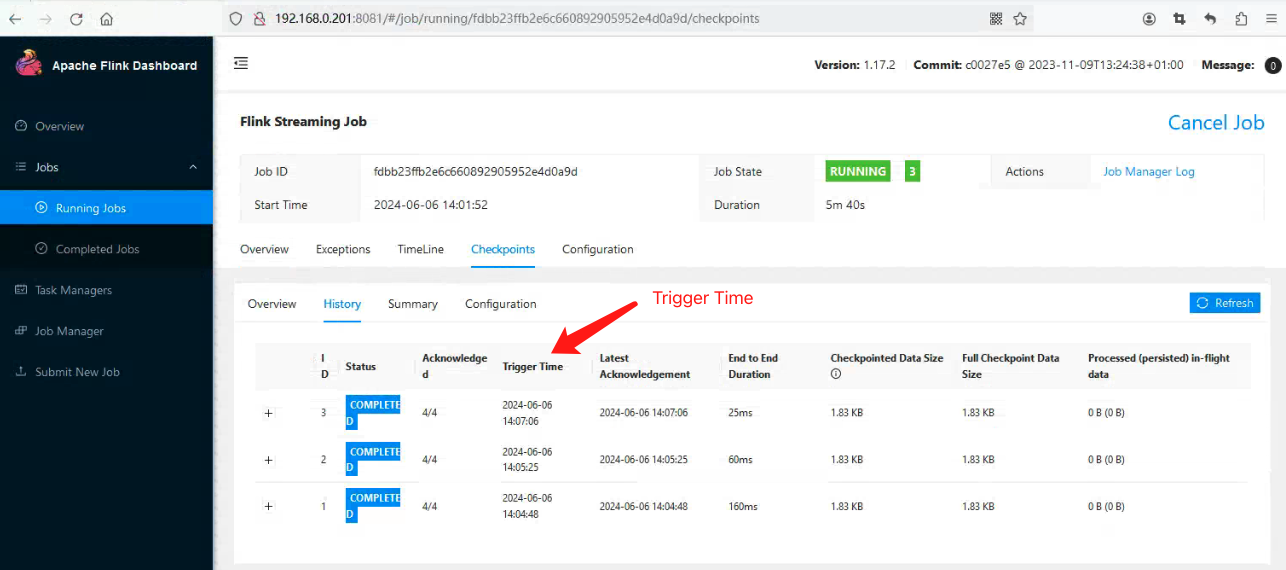 192.168.0.201:8081/#/job/running/fdbb23ffb2e6c660892905952e4d0a9d/checkpoints
Apache Flink Dashboard
Version: 1.17.2 Commit: c0027e5 @ 2023-11-09T13:24:38+01:00 Message: 0
Overview
Jobs
Running Jobs
Completed Jobs
Task Managers
Job Manager
Submit New Job
Flink Streaming Job
Cancel Job
Job ID fdbb23ffb2e6c660892905952e4d0a9d Job State RUNNING 3 Actions Job Manager Log
Start Time 2024-06-06 14:01:52 Duration 5m 40s
Overview Exceptions TimeLine Checkpoints Configuration
Trigger Time
Overview History Summary Configuration Refresh
I Acknowledge Latest End to End Checkpointed Data Size Full Checkpoint Data Processed (persisted) in-flight
Status Trigger Time
D d Acknowledgement Duration Size data
COMPLETE 2024-06-06
3 4/4 2024-06-06 14:07:06 25ms 1.83 KB 1.83 KB 0 B (0 B)
D 14:07:06
COMPLETE 2024-06-06
2 4/4 2024-06-06 14:05:25 60ms 1.83 KB 1.83 KB 0 B (0 B)
D 14:05:25
COMPLETE 2024-06-06
1 4/4 2024-06-06 14:04:48 160ms 1.83 KB 1.83 KB 0 B (0 B)
D 14:04:48